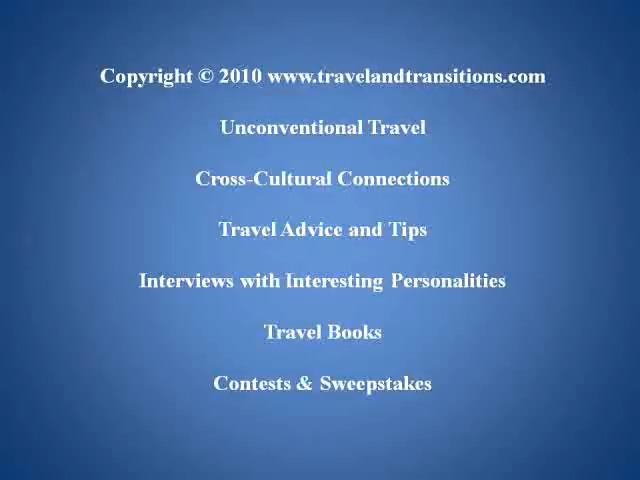 Copyright © 2010 www.travelandtransitions.com
Unconventional Travel
Cross-Cultural Connections
Travel Advice and Tips
Interviews with Interesting Personalities
Travel Books
Contests & Sweepstakes